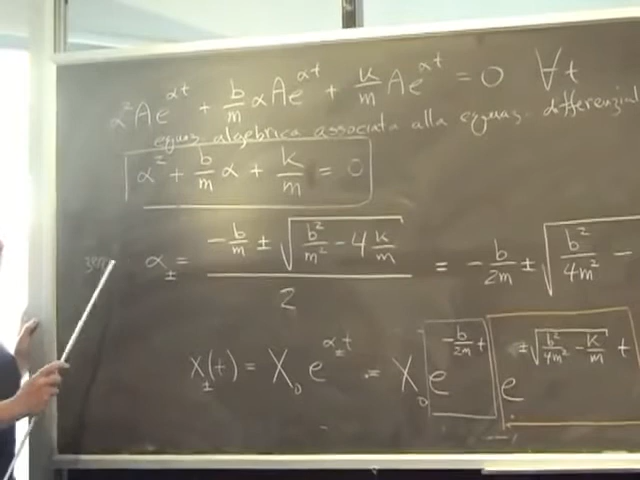 α²Ae^{αt} + b/m αAe^{αt} + k/m Ae^{αt} = 0 ∀t
equaz. algebrica associata alla equaz. differenzial
α² + b/m α + k/m = 0
α± = (-b/m ± √(b²/m² - 4 k/m)) / 2 = -b/2m ± √(b²/4m² -
X±(t) = X₀ e^{α± t} = X₀ e^{-b/2m t} e^{±√(b²/4m² - k/m) t}